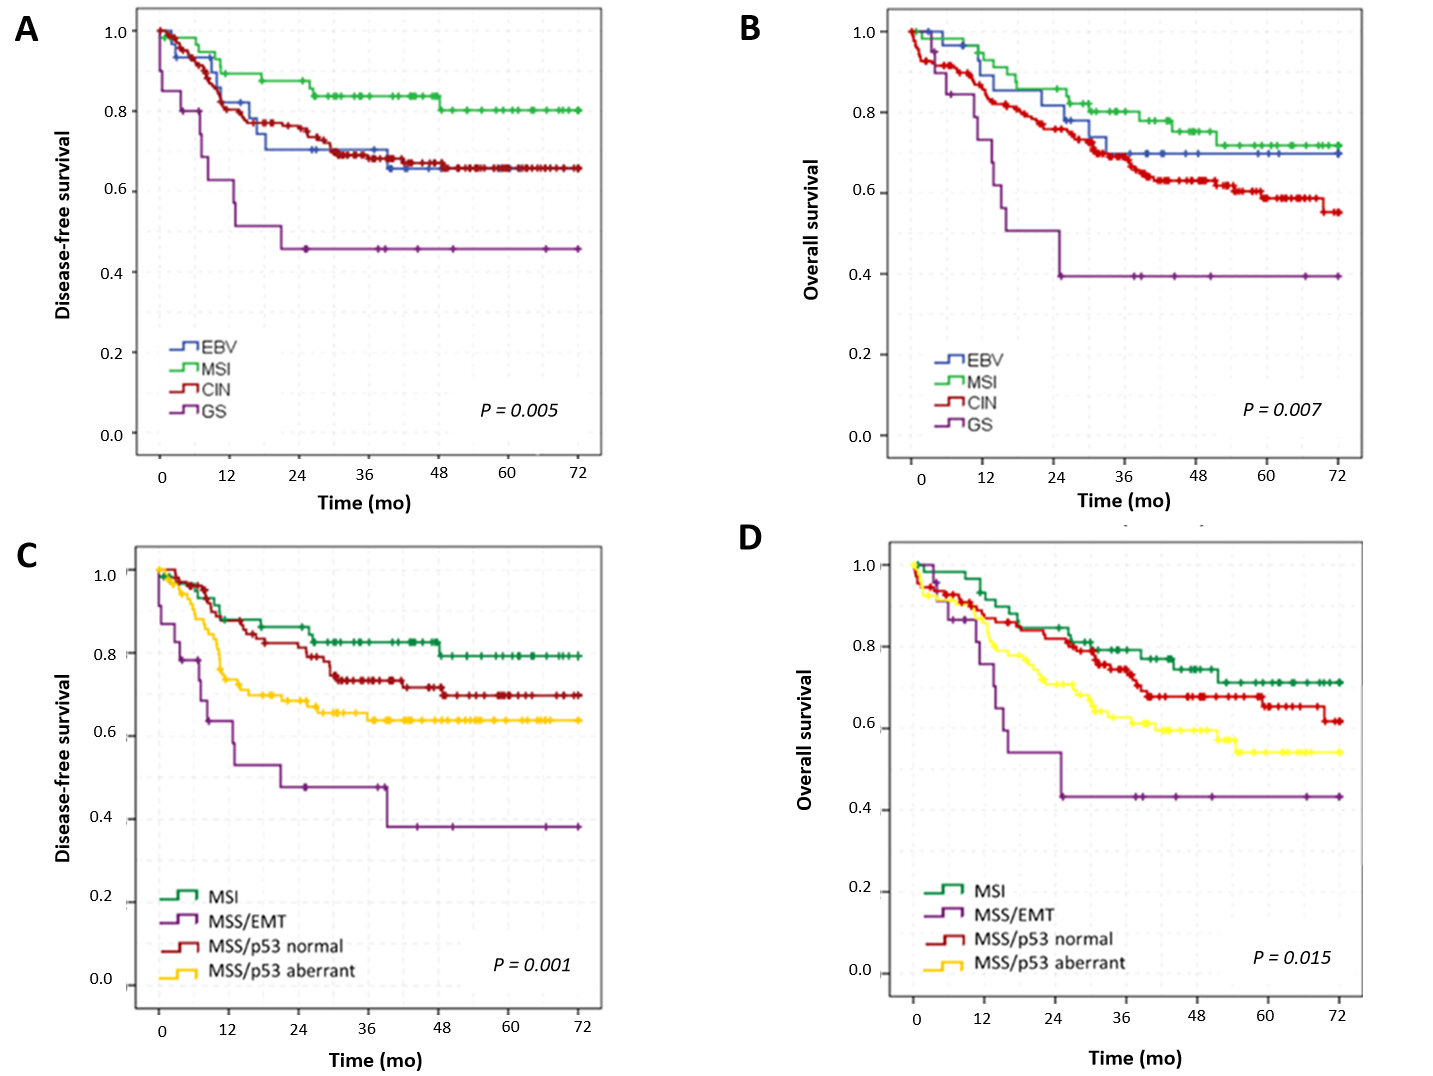 A
1.0
0.8
0.6
0.4
0.2
0.0
Disease-free survival
EBV
MSI
CIN
GS
P = 0.005
0 12 24 36 48 60 72
Time (mo)
B
1.0
0.8
0.6
0.4
0.2
0.0
Overall survival
EBV
MSI
CIN
GS
P = 0.007
0 12 24 36 48 60 72
Time (mo)
C
1.0
0.8
0.6
0.4
0.2
0.0
Disease-free survival
MSI
MSS/EMT
MSS/p53 normal
MSS/p53 aberrant
P = 0.001
0 12 24 36 48 60 72
Time (mo)
D
1.0
0.8
0.6
0.4
0.2
0.0
Overall survival
MSI
MSS/EMT
MSS/p53 normal
MSS/p53 aberrant
P = 0.015
0 12 24 36 48 60 72
Time (mo)